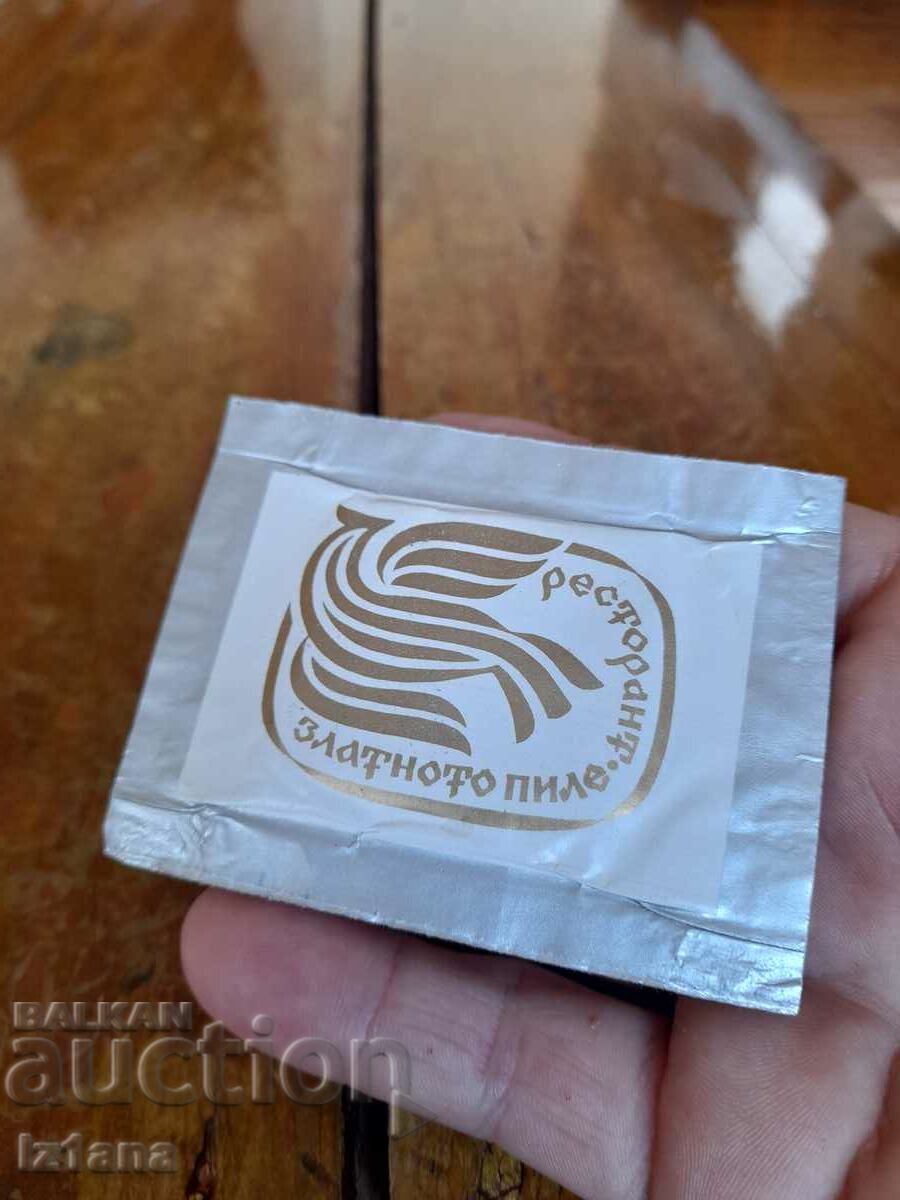 ресторант.
златното пиле
BALKAN
auction
Iz1ana